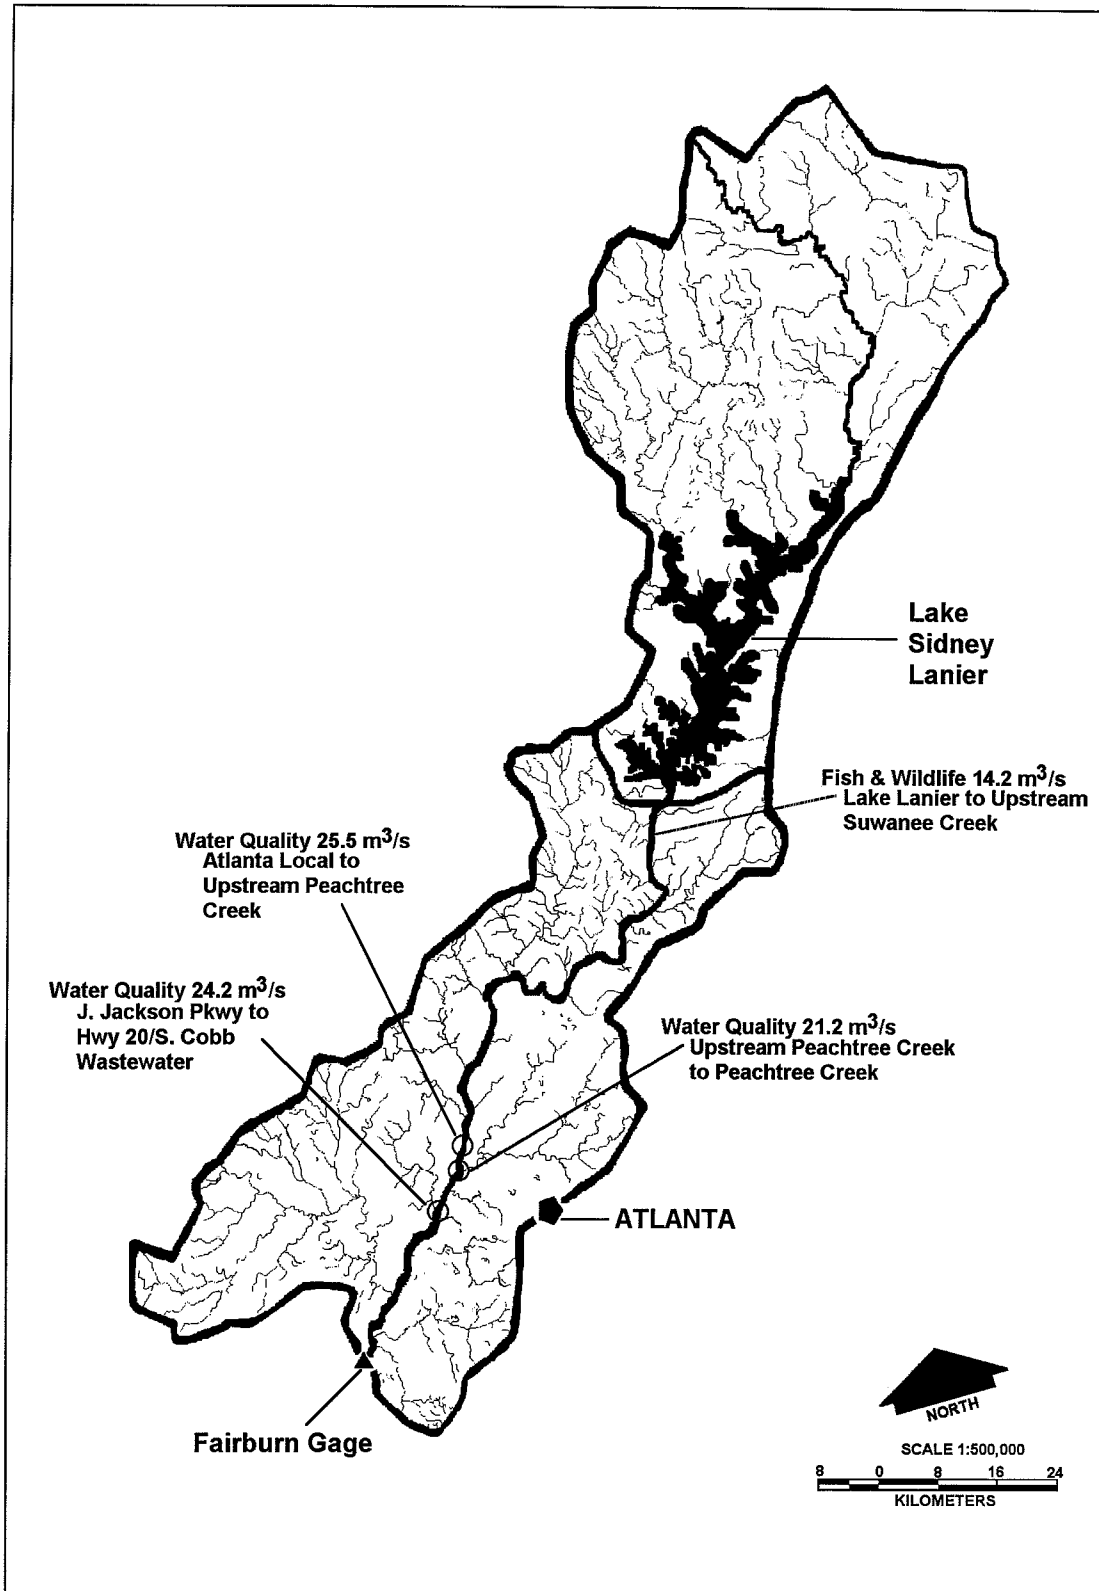 Lake
Sidney
Lanier
Fish & Wildlife 14.2 m³/s
Lake Lanier to Upstream
Suwanee Creek
Water Quality 25.5 m³/s
Atlanta Local to
Upstream Peachtree
Creek
Water Quality 24.2 m³/s
J. Jackson Pkwy to
Hwy 20/S. Cobb
Wastewater
Water Quality 21.2 m³/s
Upstream Peachtree Creek
to Peachtree Creek
ATLANTA
Fairburn Gage
NORTH
SCALE 1:500,000
8 0 8 16 24
KILOMETERS